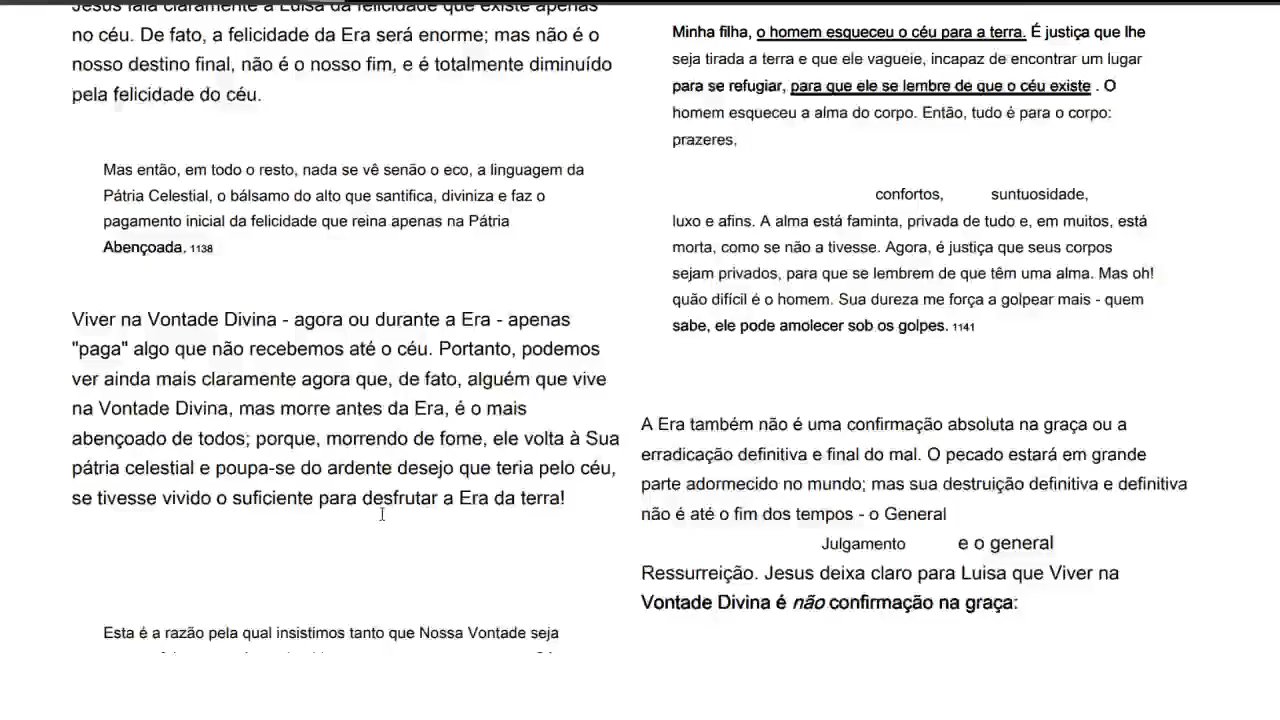 Jesus fala claramente a Luisa da felicidade que existe apenas
no céu. De fato, a felicidade da Era será enorme; mas não é o
nosso destino final, não é o nosso fim, e é totalmente diminuído
pela felicidade do céu.
Mas então, em todo o resto, nada se vê senão o eco, a linguagem da
Pátria Celestial, o bálsamo do alto que santifica, diviniza e faz o
pagamento inicial da felicidade que reina apenas na Pátria
Abençoada. 1138
Viver na Vontade Divina - agora ou durante a Era - apenas
"paga" algo que não recebemos até o céu. Portanto, podemos
ver ainda mais claramente agora que, de fato, alguém que vive
na Vontade Divina, mas morre antes da Era, é o mais
abençoado de todos; porque, morrendo de fome, ele volta à Sua
pátria celestial e poupa-se do ardente desejo que teria pelo céu,
se tivesse vivido o suficiente para desfrutar a Era da terra!
Esta é a razão pela qual insistimos tanto que Nossa Vontade seja
Minha filha, o homem esqueceu o céu para a terra. É justiça que lhe
seja tirada a terra e que ele vagueie, incapaz de encontrar um lugar
para se refugiar, para que ele se lembre de que o céu existe . O
homem esqueceu a alma do corpo. Então, tudo é para o corpo:
prazeres,
confortos, suntuosidade,
luxo e afins. A alma está faminta, privada de tudo e, em muitos, está
morta, como se não a tivesse. Agora, é justiça que seus corpos
sejam privados, para que se lembrem de que têm uma alma. Mas oh!
quão difícil é o homem. Sua dureza me força a golpear mais - quem
sabe, ele pode amolecer sob os golpes. 1141
A Era também não é uma confirmação absoluta na graça ou a
erradicação definitiva e final do mal. O pecado estará em grande
parte adormecido no mundo; mas sua destruição definitiva e definitiva
não é até o fim dos tempos - o General
Julgamento e o general
Ressurreição. Jesus deixa claro para Luisa que Viver na
Vontade Divina é não confirmação na graça: